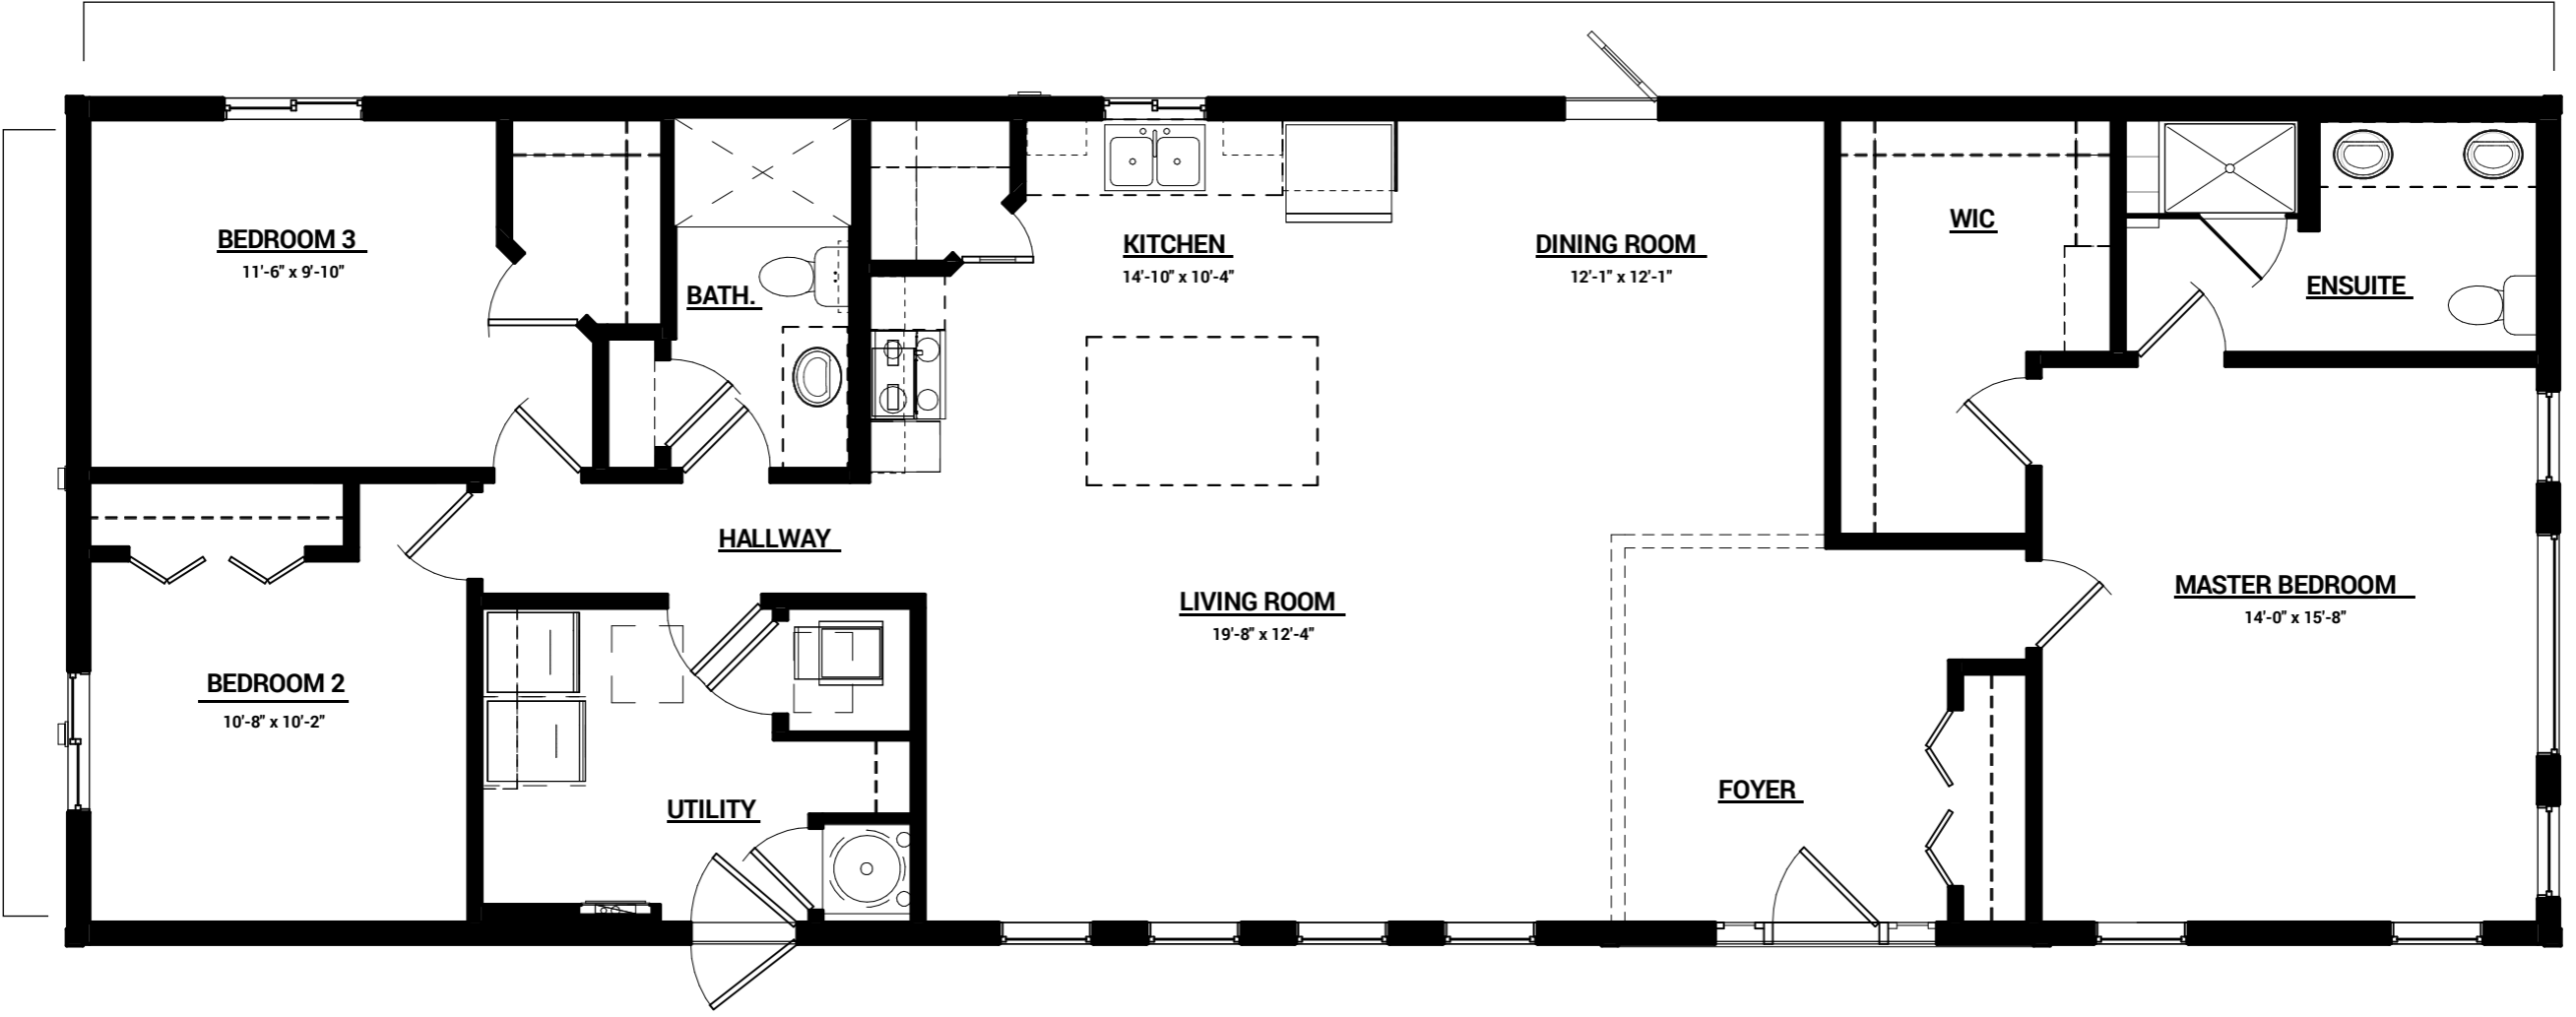 BEDROOM 3
11'-6" x 9'-10"
BATH.
KITCHEN
14'-10" x 10'-4"
DINING ROOM
12'-1" x 12'-1"
WIC
ENSUITE
HALLWAY
LIVING ROOM
19'-8" x 12'-4"
MASTER BEDROOM
14'-0" x 15'-8"
BEDROOM 2
10'-8" x 10'-2"
UTILITY
FOYER